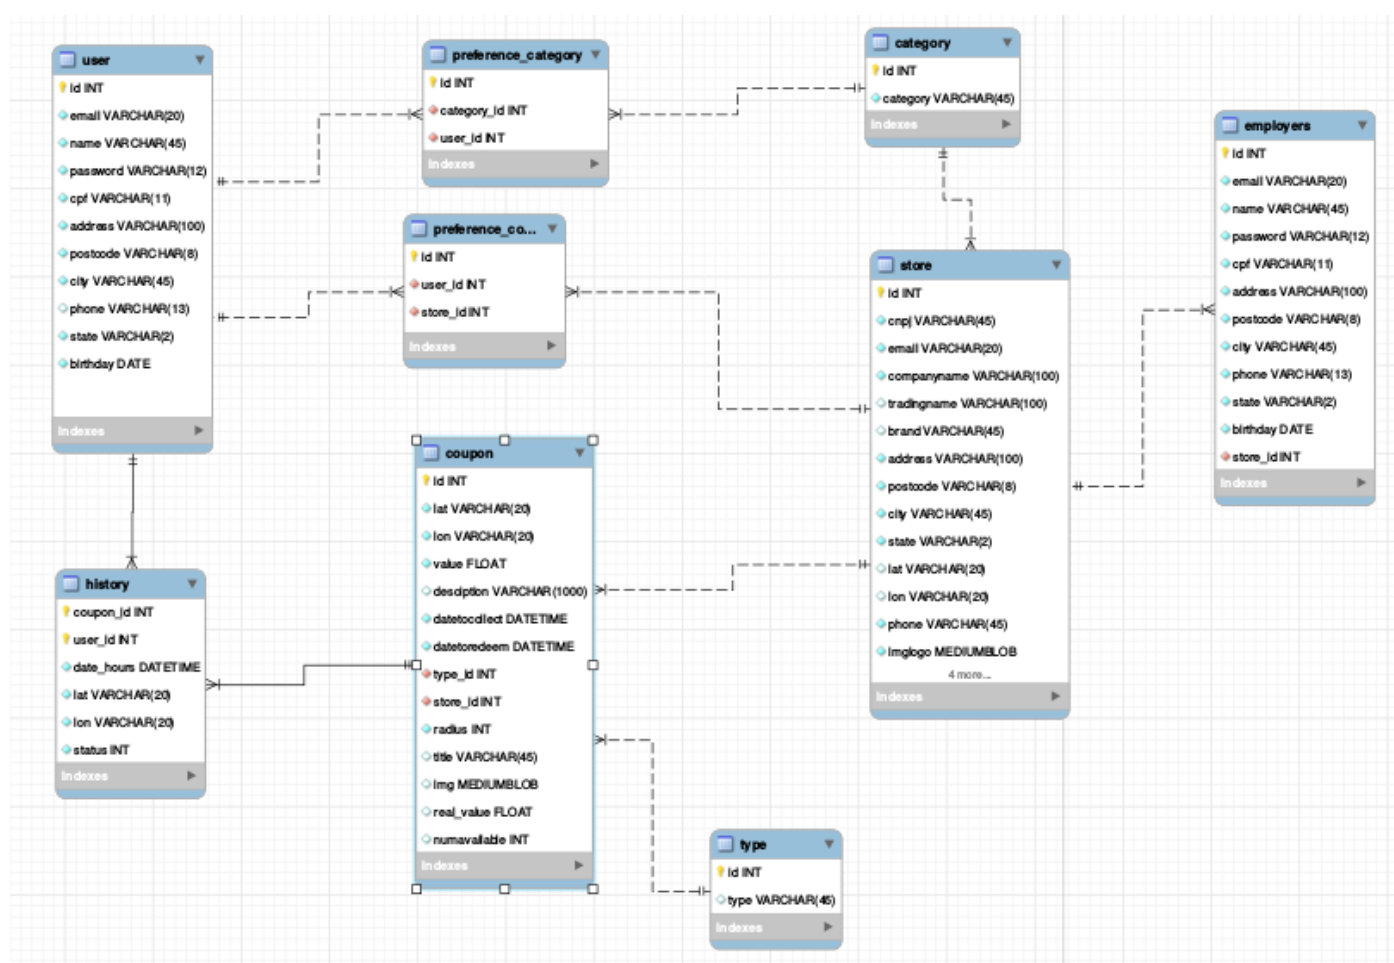 user
id INT
email VARCHAR(20)
name VARCHAR(45)
password VARCHAR(12)
cpf VARCHAR(11)
address VARCHAR(100)
postcode VARCHAR(8)
city VARCHAR(45)
phone VARCHAR(13)
state VARCHAR(2)
birthday DATE
Indexes
preference_category
id INT
category_id INT
user_id INT
Indexes
category
id INT
category VARCHAR(45)
Indexes
employers
id INT
email VARCHAR(20)
name VARCHAR(45)
password VARCHAR(12)
cpf VARCHAR(11)
address VARCHAR(100)
postcode VARCHAR(8)
city VARCHAR(45)
phone VARCHAR(13)
state VARCHAR(2)
birthday DATE
store_id INT
Indexes
preference_co...
id INT
user_id INT
store_id INT
Indexes
store
id INT
cnpj VARCHAR(45)
email VARCHAR(20)
companyname VARCHAR(100)
tradingname VARCHAR(100)
brand VARCHAR(45)
address VARCHAR(100)
postcode VARCHAR(8)
city VARCHAR(45)
state VARCHAR(2)
lat VARCHAR(20)
lon VARCHAR(20)
phone VARCHAR(45)
imglogo MEDIUMBLOB
4 more...
Indexes
coupon
id INT
lat VARCHAR(20)
lon VARCHAR(20)
value FLOAT
desciption VARCHAR(1000)
datetocollect DATETIME
datetoredeem DATETIME
type_id INT
store_id INT
radius INT
title VARCHAR(45)
img MEDIUMBLOB
real_value FLOAT
numavailable INT
Indexes
history
coupon_id INT
user_id INT
date_hours DATETIME
lat VARCHAR(20)
lon VARCHAR(20)
status INT
Indexes
type
id INT
type VARCHAR(45)
Indexes